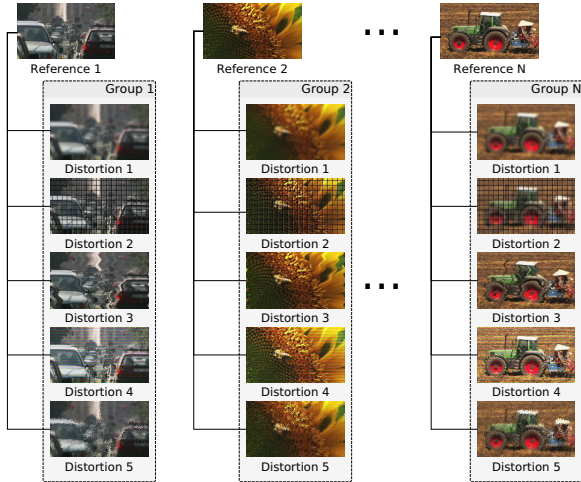 Reference 1
Reference 2
...
Reference N
Group 1
Distortion 1
Distortion 2
Distortion 3
Distortion 4
Distortion 5
Group 2
Distortion 1
Distortion 2
Distortion 3
Distortion 4
Distortion 5
...
Group N
Distortion 1
Distortion 2
Distortion 3
Distortion 4
Distortion 5